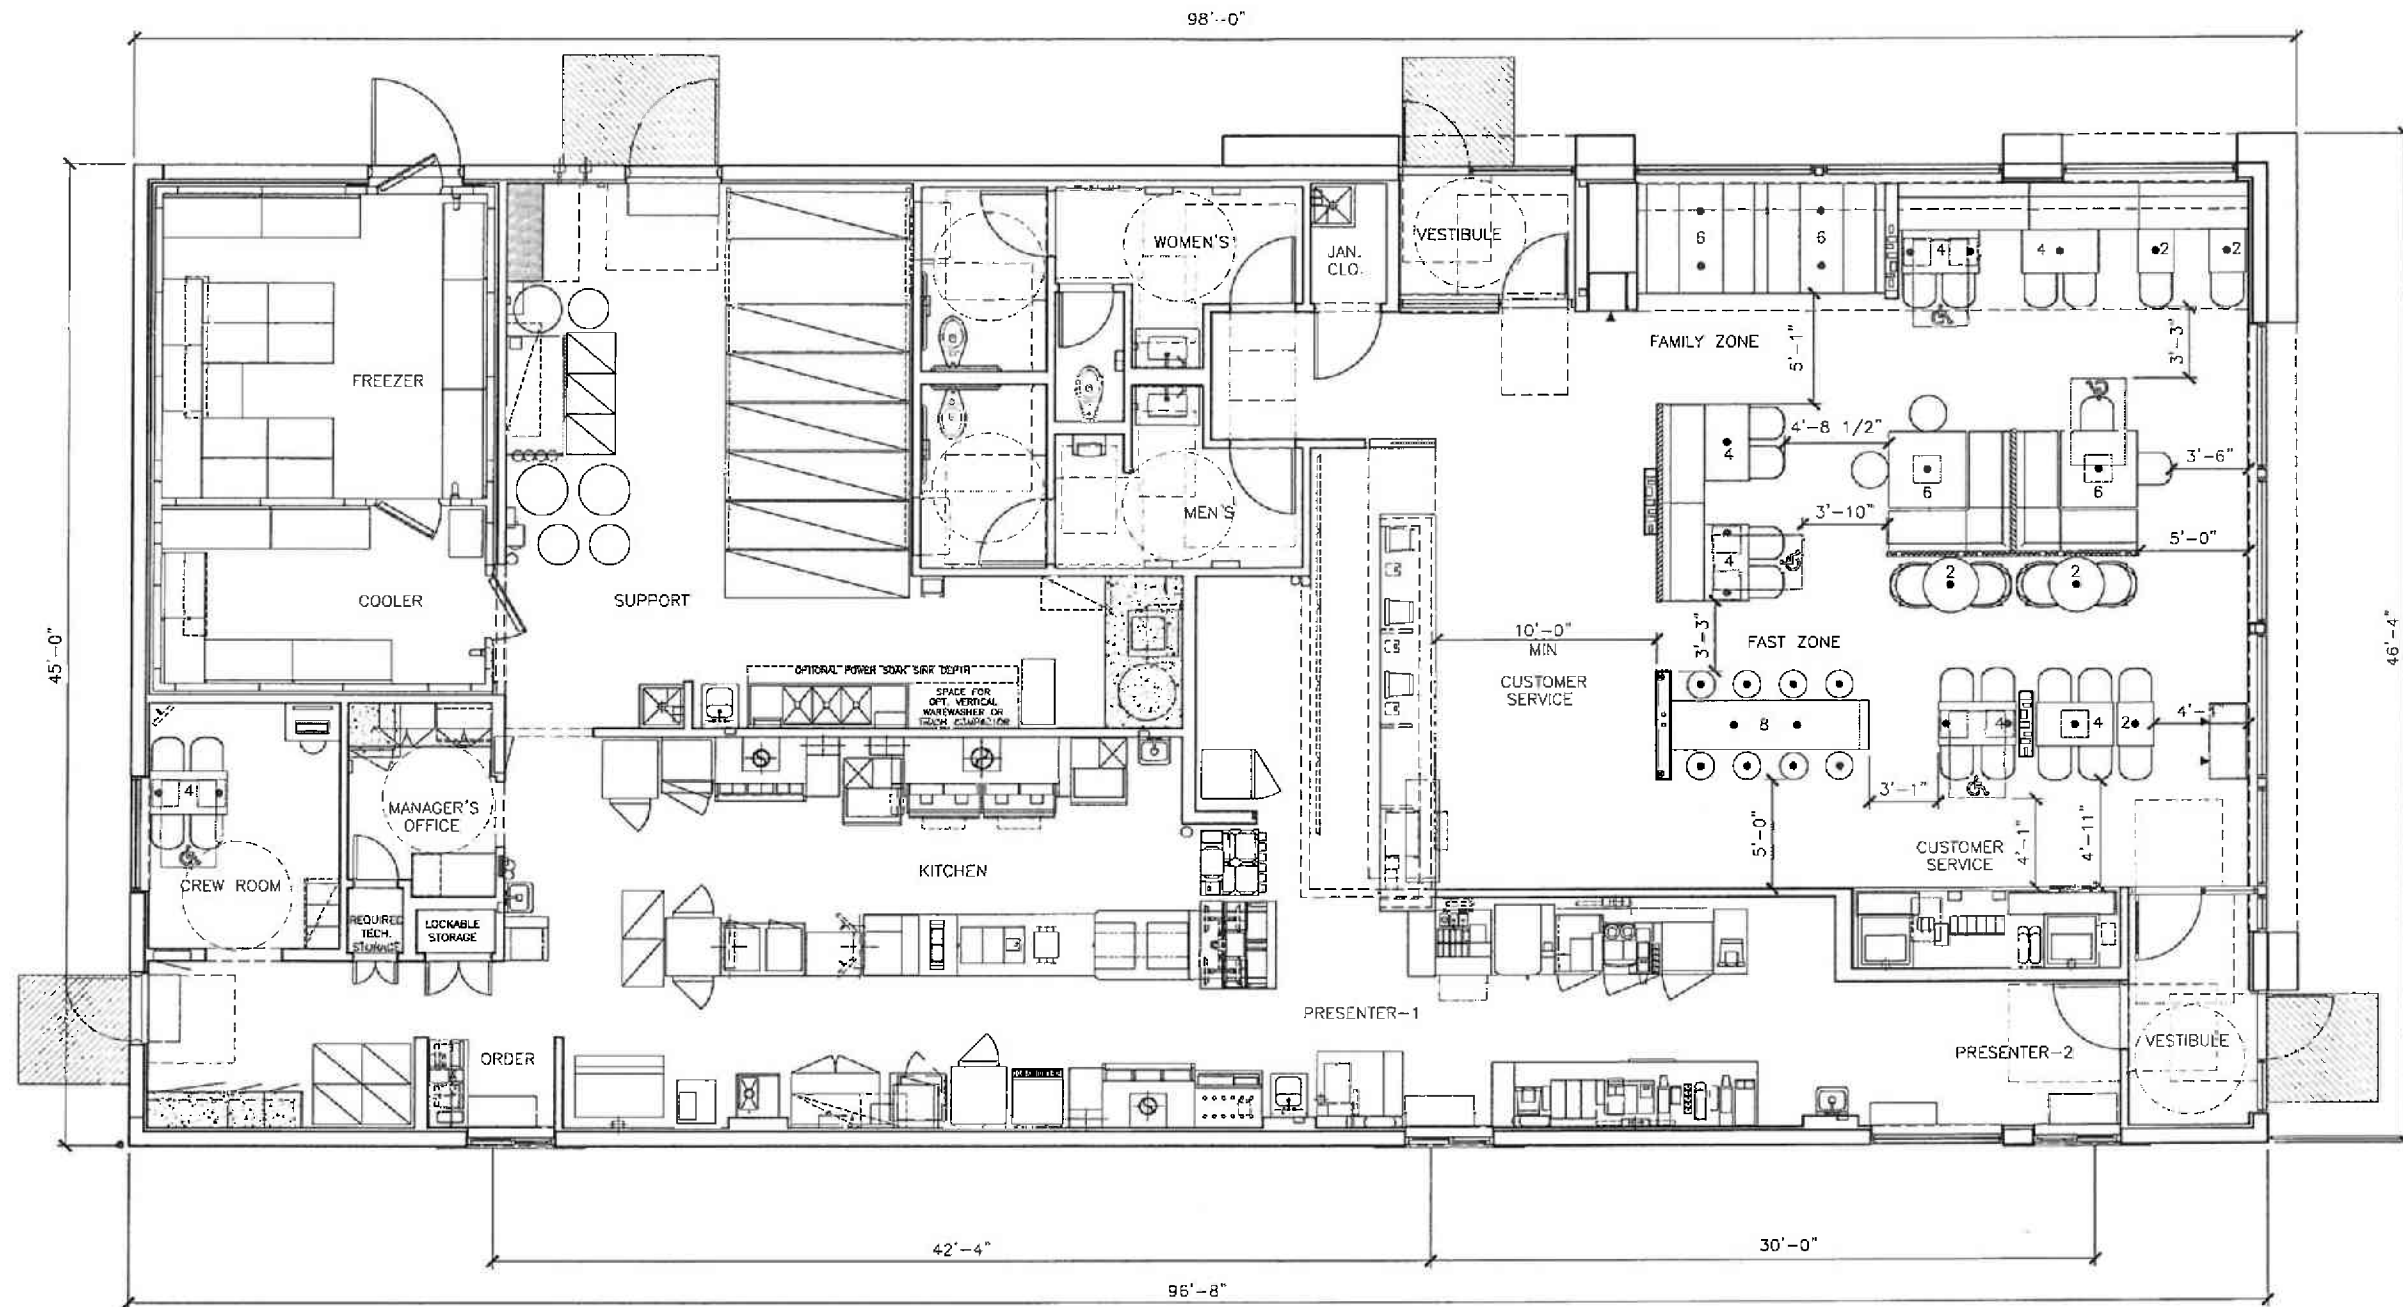 98'-0"
WOMEN'S
JAN.
CLO.
VESTIBULE
6
6
4
4
2
2
FAMILY ZONE
5'-1"
3'-3"
FREEZER
4
4'-8 1/2"
6
6
3'-6"
MEN'S
3'-10"
5'-0"
4
2
2
COOLER
SUPPORT
45'-0"
46'-4"
10'-0"
MIN
3'-3"
FAST ZONE
OPTIONAL POWER SOAK SINK DEPTH
SPACE FOR
OPT. VERTICAL
WAREWASHER OR
TRASH COMPACTOR
CUSTOMER
SERVICE
8
4
4
2
4'-
4
MANAGER'S
OFFICE
3'-1"
5'-0"
4'-1"
4'-11"
CUSTOMER
SERVICE
KITCHEN
CREW ROOM
REQUIRED
TECH.
STORAGE
LOCKABLE
STORAGE
PRESENTER-1
ORDER
PRESENTER-2
VESTIBULE
42'-4"
30'-0"
96'-8"